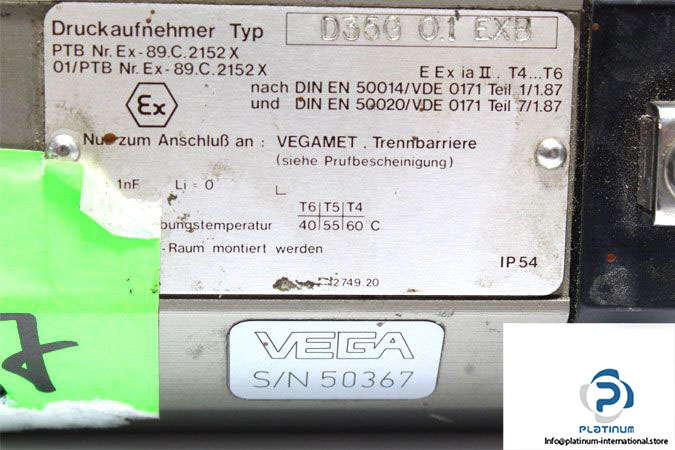 Druckaufnehmer Typ D35G 0.1 EXB
PTB Nr. Ex-89.C.2152 X
01/PTB Nr. Ex-89.C.2152 X
E Ex ia II . T4...T6
nach DIN EN 50014/VDE 0171 Teil 1/1.87
und DIN EN 50020/VDE 0171 Teil 7/1.87
Ex
Nur zum Anschluß an : VEGAMET . Trennbarriere
(siehe Prufbescheinigung)
1nF Li = 0
T6 T5 T4
bungstemperatur 40 55 60 C
-Raum montiert werden
IP 54
2749.20
VEGA
S/N 50367
PLATINUM
Info@platinum-international.store